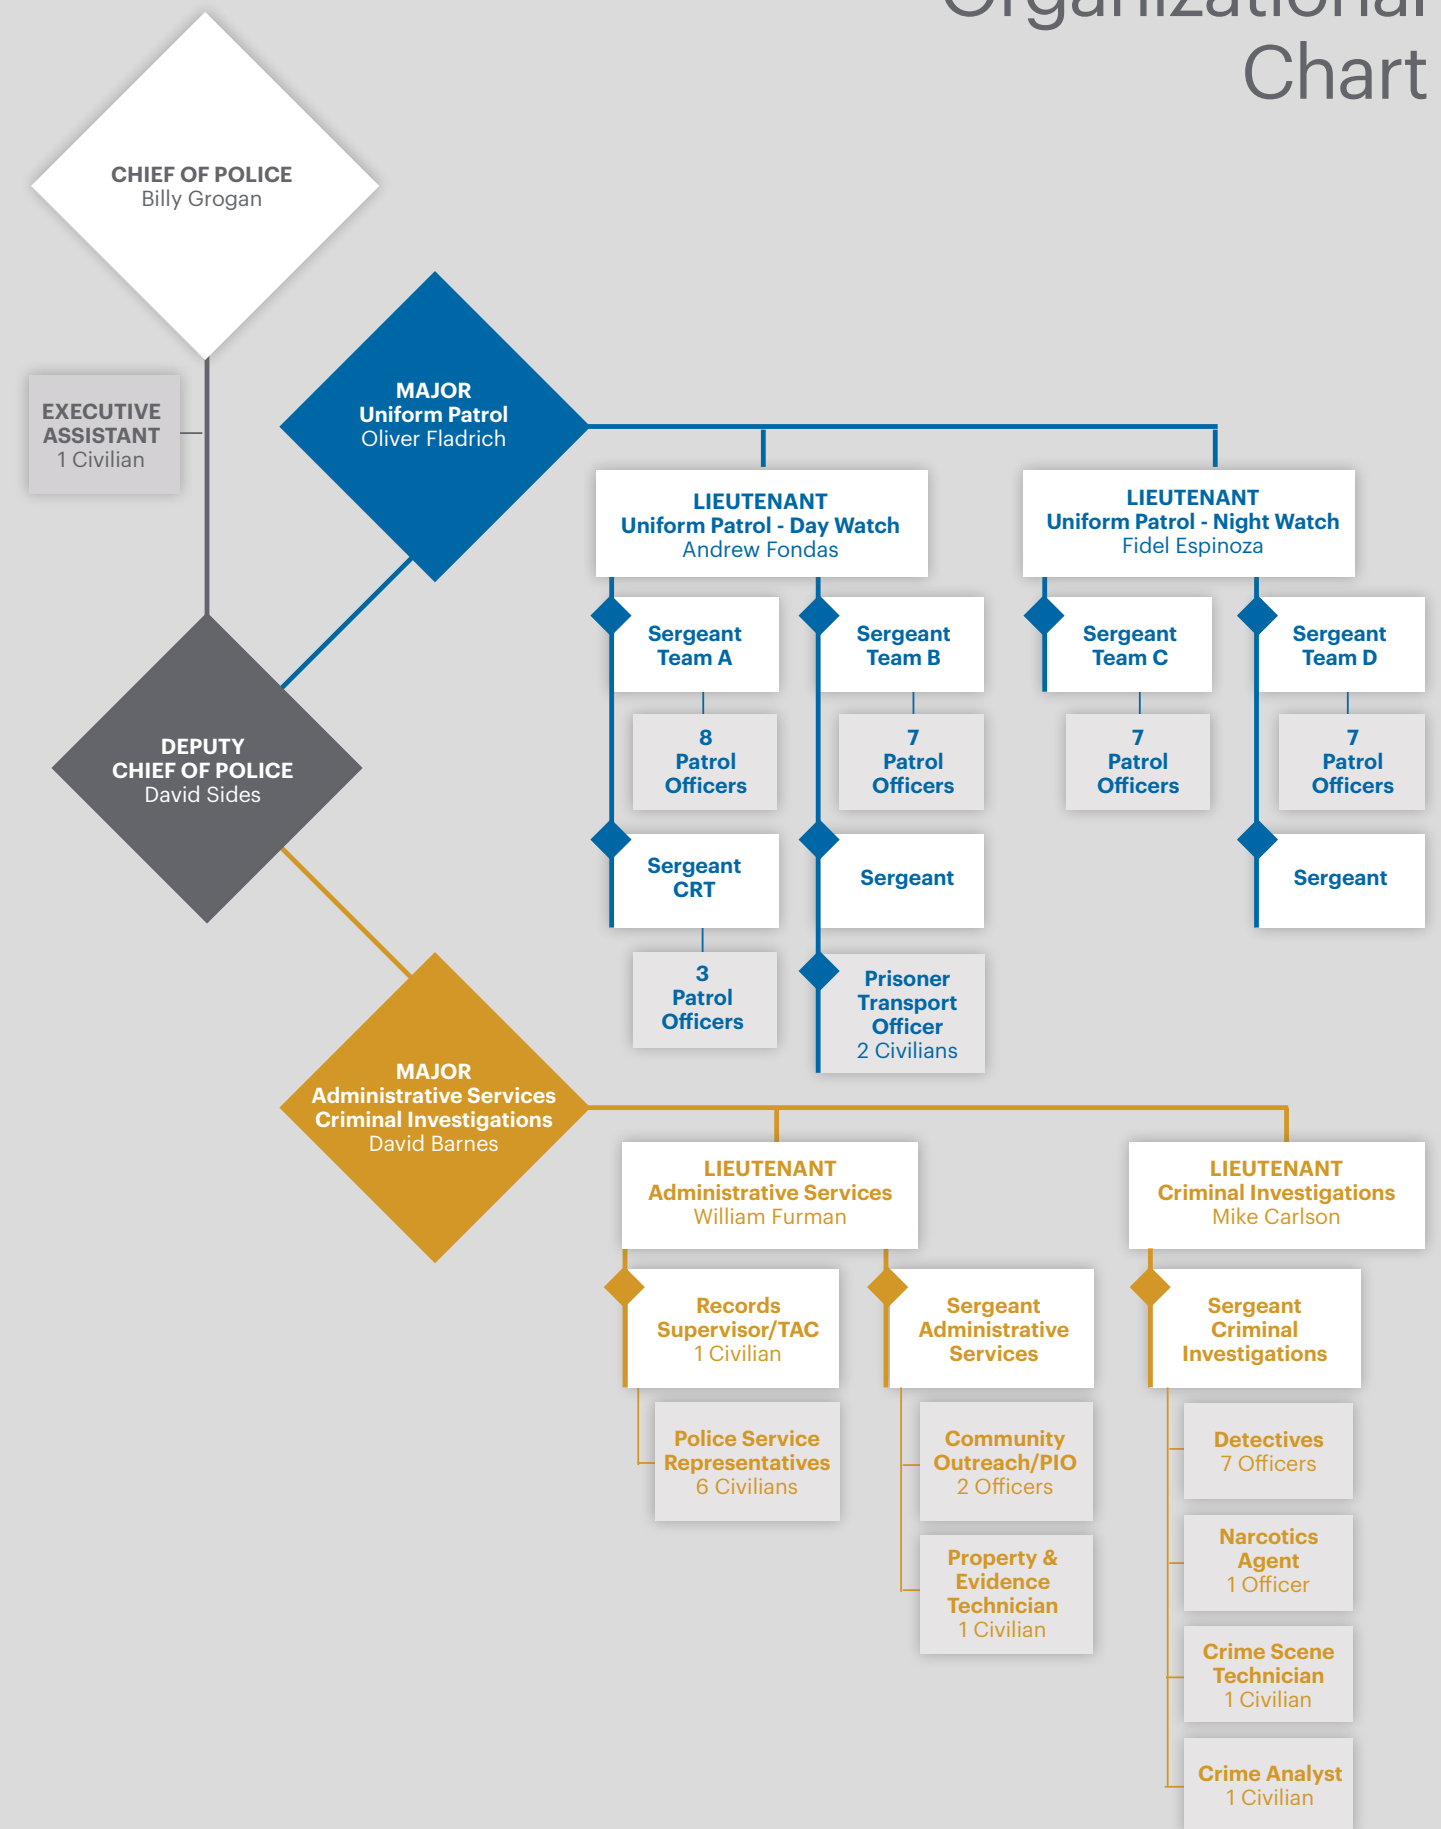 Organizational
Chart
CHIEF OF POLICE
Billy Grogan
EXECUTIVE
ASSISTANT
1 Civilian
MAJOR
Uniform Patrol
Oliver Fladrich
LIEUTENANT
Uniform Patrol - Day Watch
Andrew Fondas
LIEUTENANT
Uniform Patrol - Night Watch
Fidel Espinoza
Sergeant
Team A
Sergeant
Team B
Sergeant
Team C
Sergeant
Team D
8
Patrol
Officers
7
Patrol
Officers
7
Patrol
Officers
7
Patrol
Officers
DEPUTY
CHIEF OF POLICE
David Sides
Sergeant
CRT
Sergeant
Sergeant
3
Patrol
Officers
Prisoner
Transport
Officer
2 Civilians
MAJOR
Administrative Services
Criminal Investigations
David Barnes
LIEUTENANT
Administrative Services
William Furman
LIEUTENANT
Criminal Investigations
Mike Carlson
Records
Supervisor/TAC
1 Civilian
Sergeant
Administrative
Services
Sergeant
Criminal
Investigations
Police Service
Representatives
6 Civilians
Community
Outreach/PIO
2 Officers
Detectives
7 Officers
Property &
Evidence
Technician
1 Civilian
Narcotics
Agent
1 Officer
Crime Scene
Technician
1 Civilian
Crime Analyst
1 Civilian